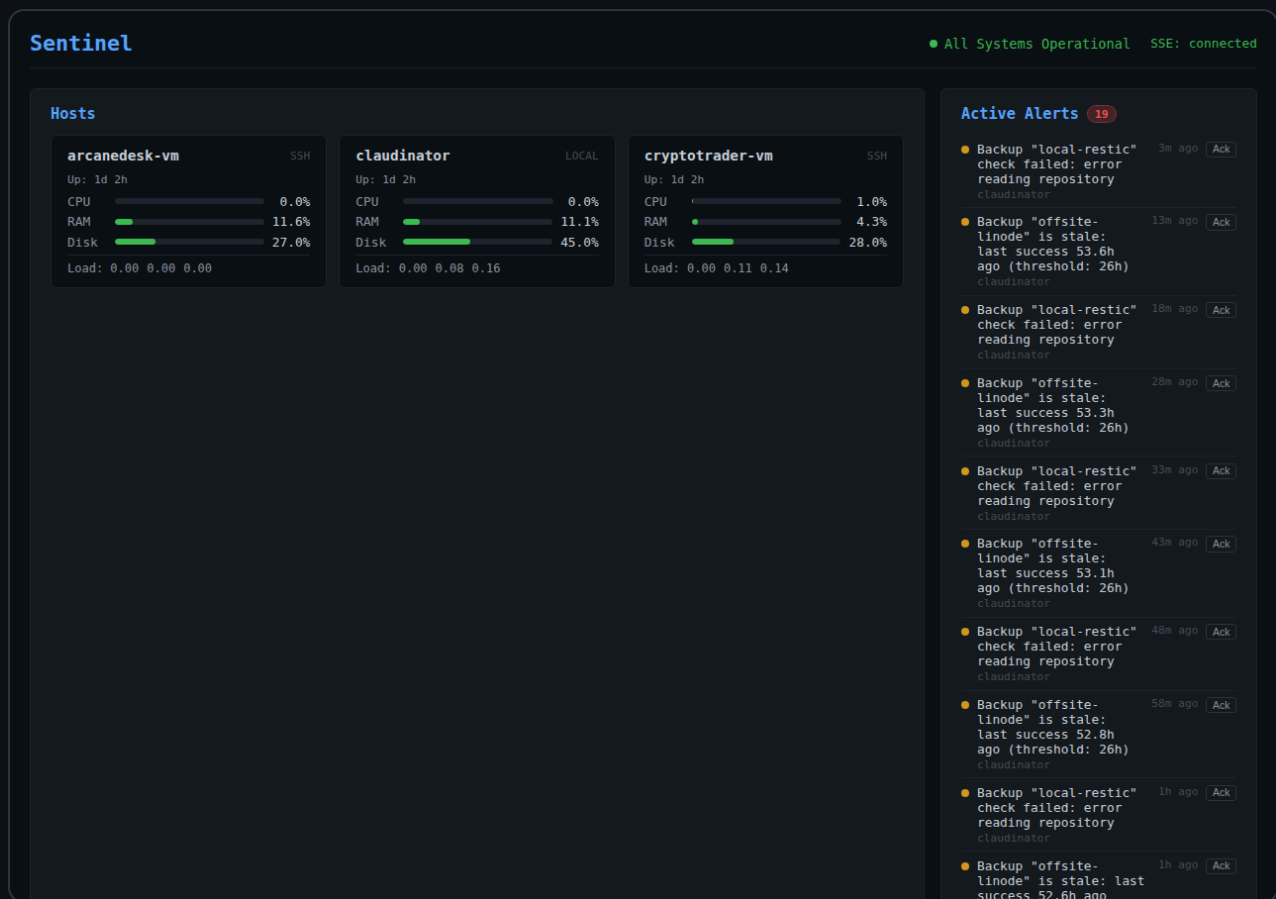 Sentinel
All Systems Operational
SSE: connected
Hosts
arcanedesk-vm
SSH
Up: 1d 2h
CPU 0.0%
RAM 11.6%
Disk 27.0%
Load: 0.00 0.00 0.00
claudinator
LOCAL
Up: 1d 2h
CPU 0.0%
RAM 11.1%
Disk 45.0%
Load: 0.00 0.08 0.16
cryptotrader-vm
SSH
Up: 1d 2h
CPU 1.0%
RAM 4.3%
Disk 28.0%
Load: 0.00 0.11 0.14
Active Alerts 19
Backup "local-restic" 3m ago Ack
check failed: error
reading repository
claudinator
Backup "offsite- 13m ago Ack
linode" is stale:
last success 53.6h
ago (threshold: 26h)
claudinator
Backup "local-restic" 18m ago Ack
check failed: error
reading repository
claudinator
Backup "offsite- 28m ago Ack
linode" is stale:
last success 53.3h
ago (threshold: 26h)
claudinator
Backup "local-restic" 33m ago Ack
check failed: error
reading repository
claudinator
Backup "offsite- 43m ago Ack
linode" is stale:
last success 53.1h
ago (threshold: 26h)
claudinator
Backup "local-restic" 48m ago Ack
check failed: error
reading repository
claudinator
Backup "offsite- 58m ago Ack
linode" is stale:
last success 52.8h
ago (threshold: 26h)
claudinator
Backup "local-restic" 1h ago Ack
check failed: error
reading repository
claudinator
Backup "offsite- 1h ago Ack
linode" is stale: last
success 52.6h ago